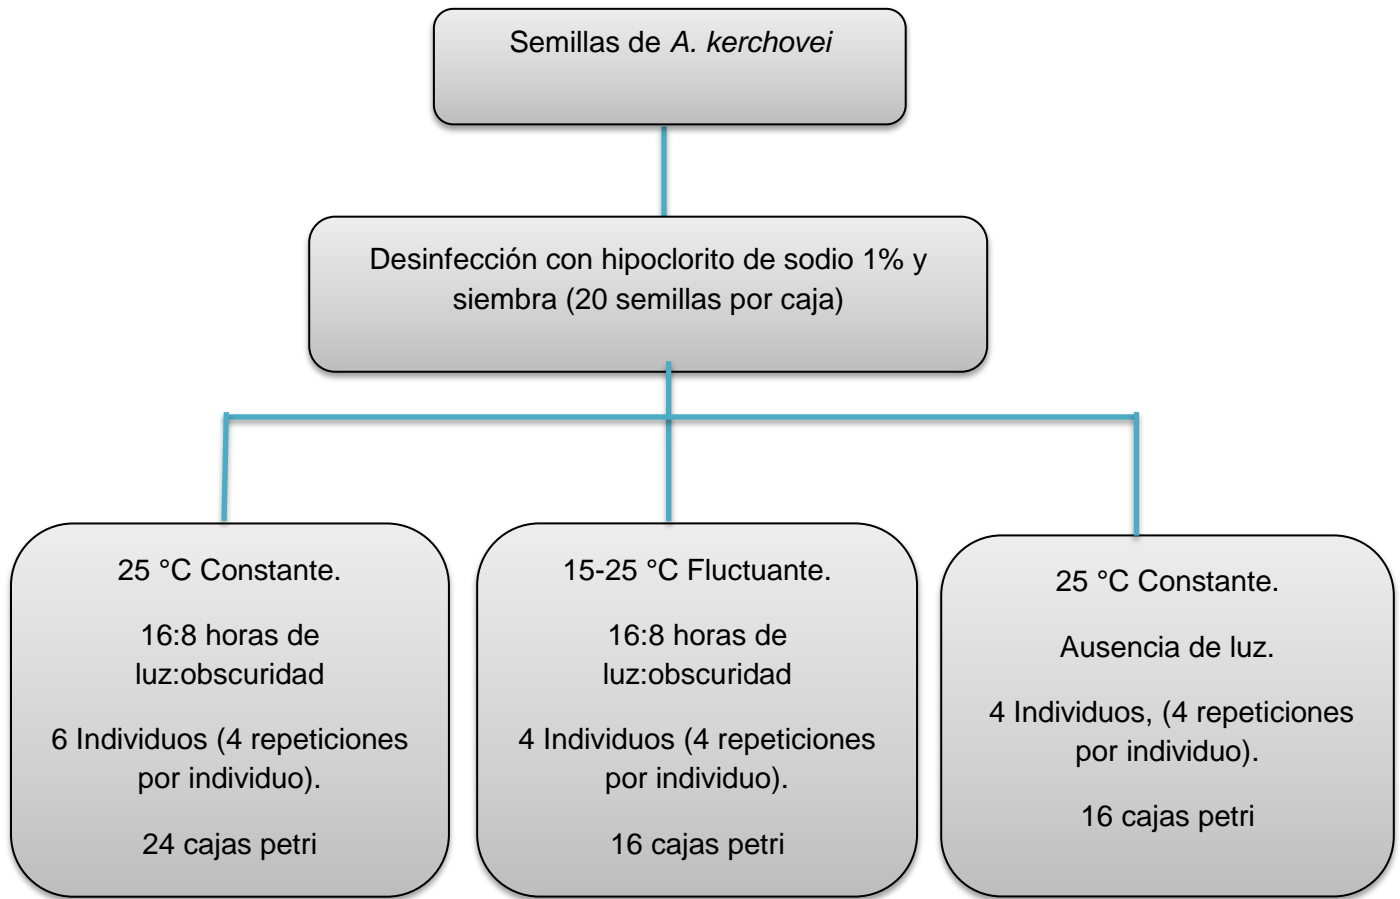 Semillas de A. kerchovei
Desinfección con hipoclorito de sodio 1% y
siembra (20 semillas por caja)
25 °C Constante.
16:8 horas de
luz:obscuridad
6 Individuos (4 repeticiones
por individuo).
24 cajas petri
15-25 °C Fluctuante.
16:8 horas de
luz:obscuridad
4 Individuos (4 repeticiones
por individuo).
16 cajas petri
25 °C Constante.
Ausencia de luz.
4 Individuos, (4 repeticiones
por individuo).
16 cajas petri